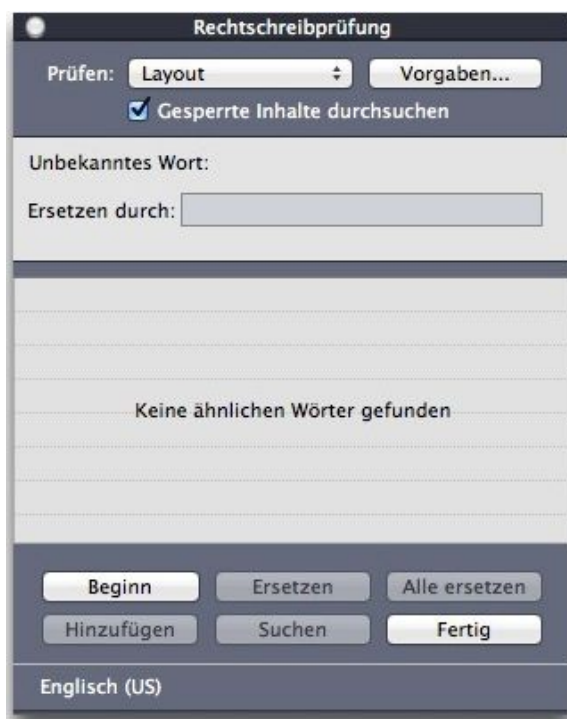 Rechtschreibprüfung
Prüfen: Layout Vorgaben...
Gesperrte Inhalte durchsuchen
Unbekanntes Wort:
Ersetzen durch:
Keine ähnlichen Wörter gefunden
Beginn Ersetzen Alle ersetzen
Hinzufügen Suchen Fertig
Englisch (US)